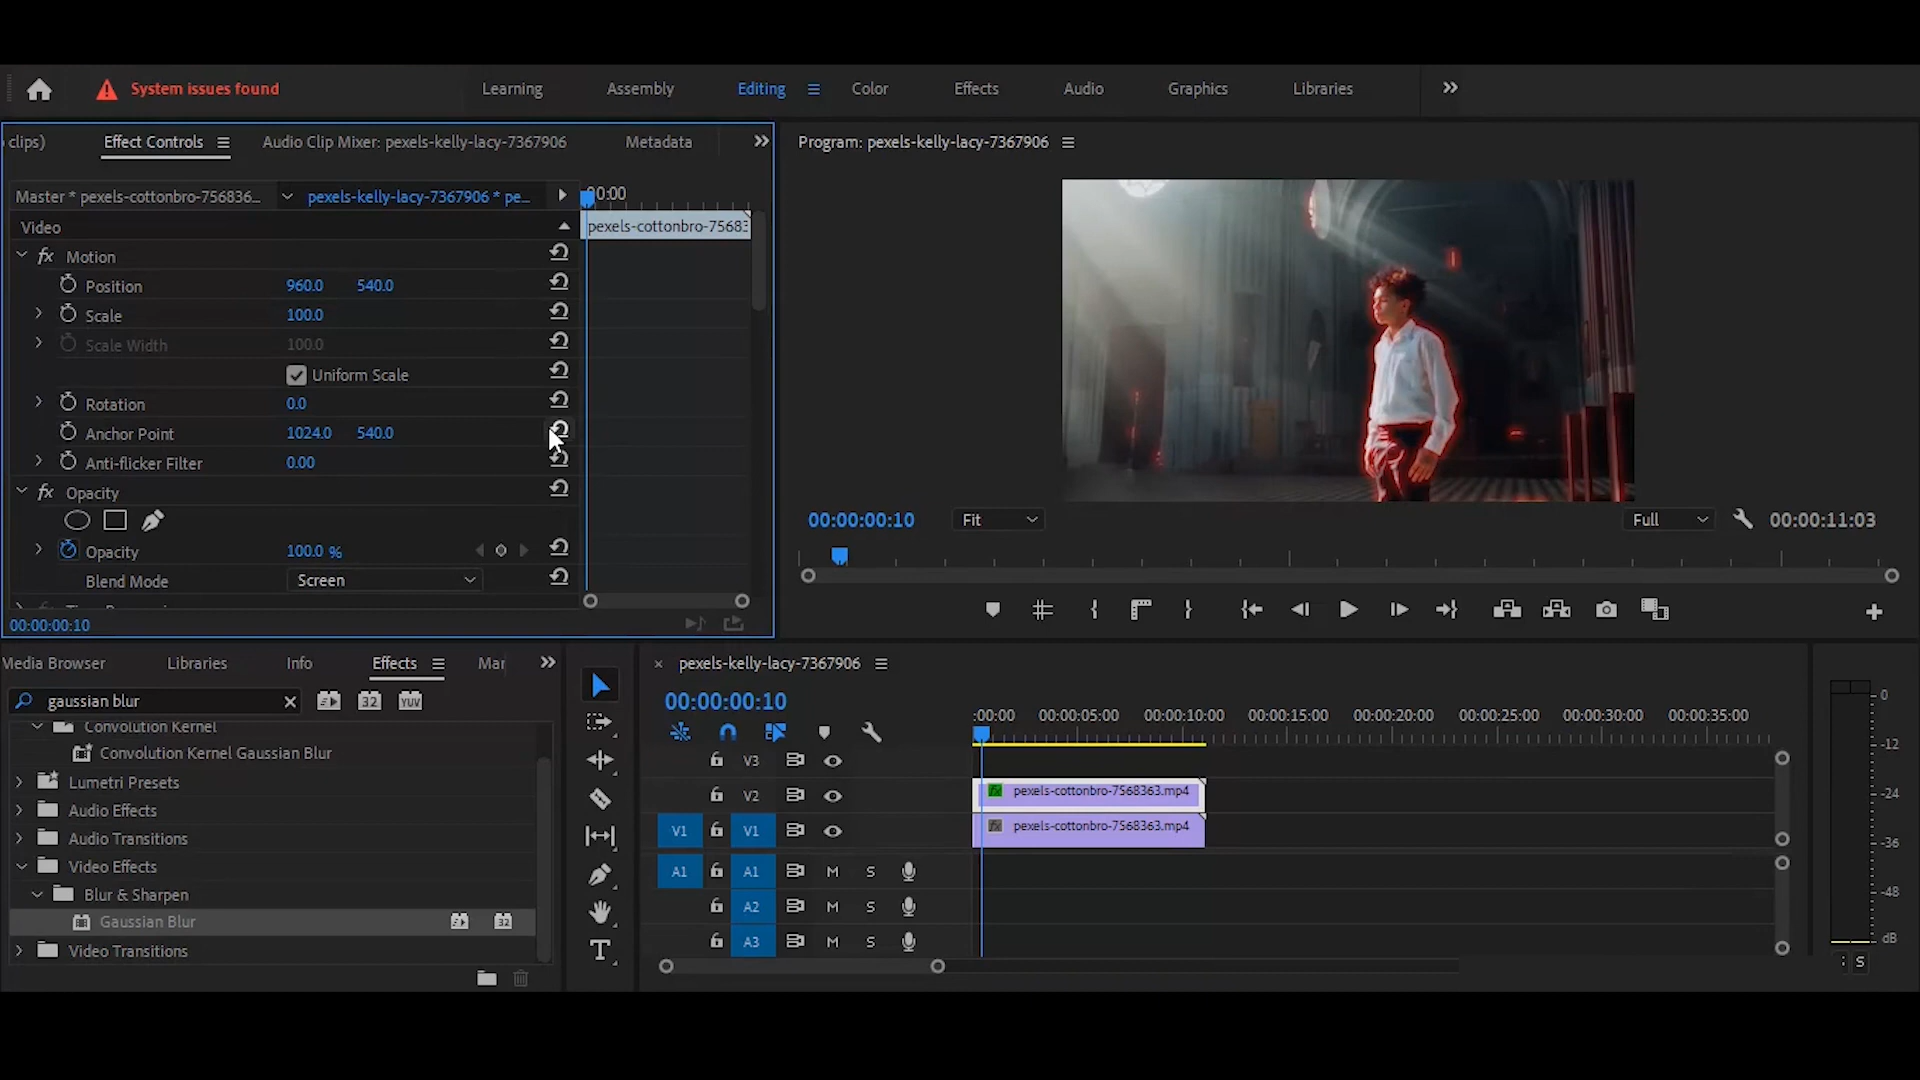 System issues found
Learning
Assembly
Editing
Color
Effects
Audio
Graphics
Libraries
clips)
Effect Controls
Audio Clip Mixer: pexels-kelly-lacy-7367906
Metadata
Program: pexels-kelly-lacy-7367906
Master * pexels-cottonbro-756836...
pexels-kelly-lacy-7367906 * pe...
00:00
Video
pexels-cottonbro-75683
Motion
Position 960.0 540.0
Scale 100.0
Scale Width 100.0
Uniform Scale
Rotation 0.0
Anchor Point 1024.0 540.0
Anti-flicker Filter 0.00
Opacity
Opacity 100.0 %
Blend Mode Screen
00:00:00:10
00:00:00:10
Fit
Full
00:00:11:03
Media Browser
Libraries
Info
Effects
Mar
gaussian blur
32
YUV
Convolution Kernel
Convolution Kernel Gaussian Blur
Lumetri Presets
Audio Effects
Audio Transitions
Video Effects
Blur & Sharpen
Gaussian Blur
32
Video Transitions
pexels-kelly-lacy-7367906
00:00:00:10
:00:00 00:00:05:00 00:00:10:00 00:00:15:00 00:00:20:00 00:00:25:00 00:00:30:00 00:00:35:00
V3
V2
pexels-cottonbro-7568363.mp4
V1 V1
pexels-cottonbro-7568363.mp4
A1 A1 M S
A2 M S
A3 M S
0
-12
-24
-36
-48
dB
S